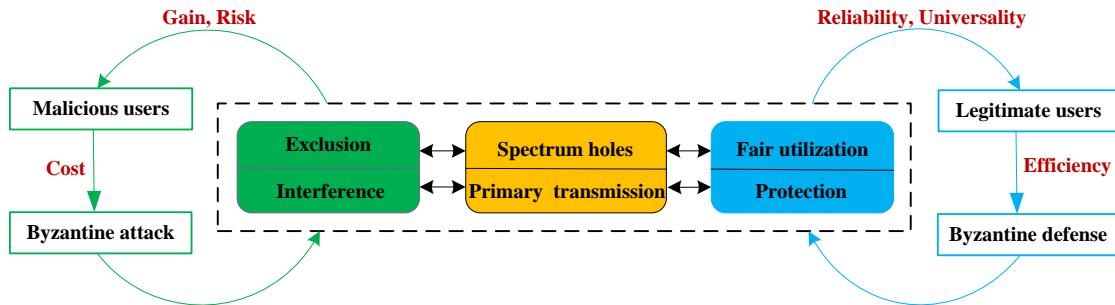 Gain, Risk
Reliability, Universality
Malicious users
Legitimate users
Exclusion
Spectrum holes
Fair utilization
Cost
Efficiency
Interference
Primary transmission
Protection
Byzantine attack
Byzantine defense